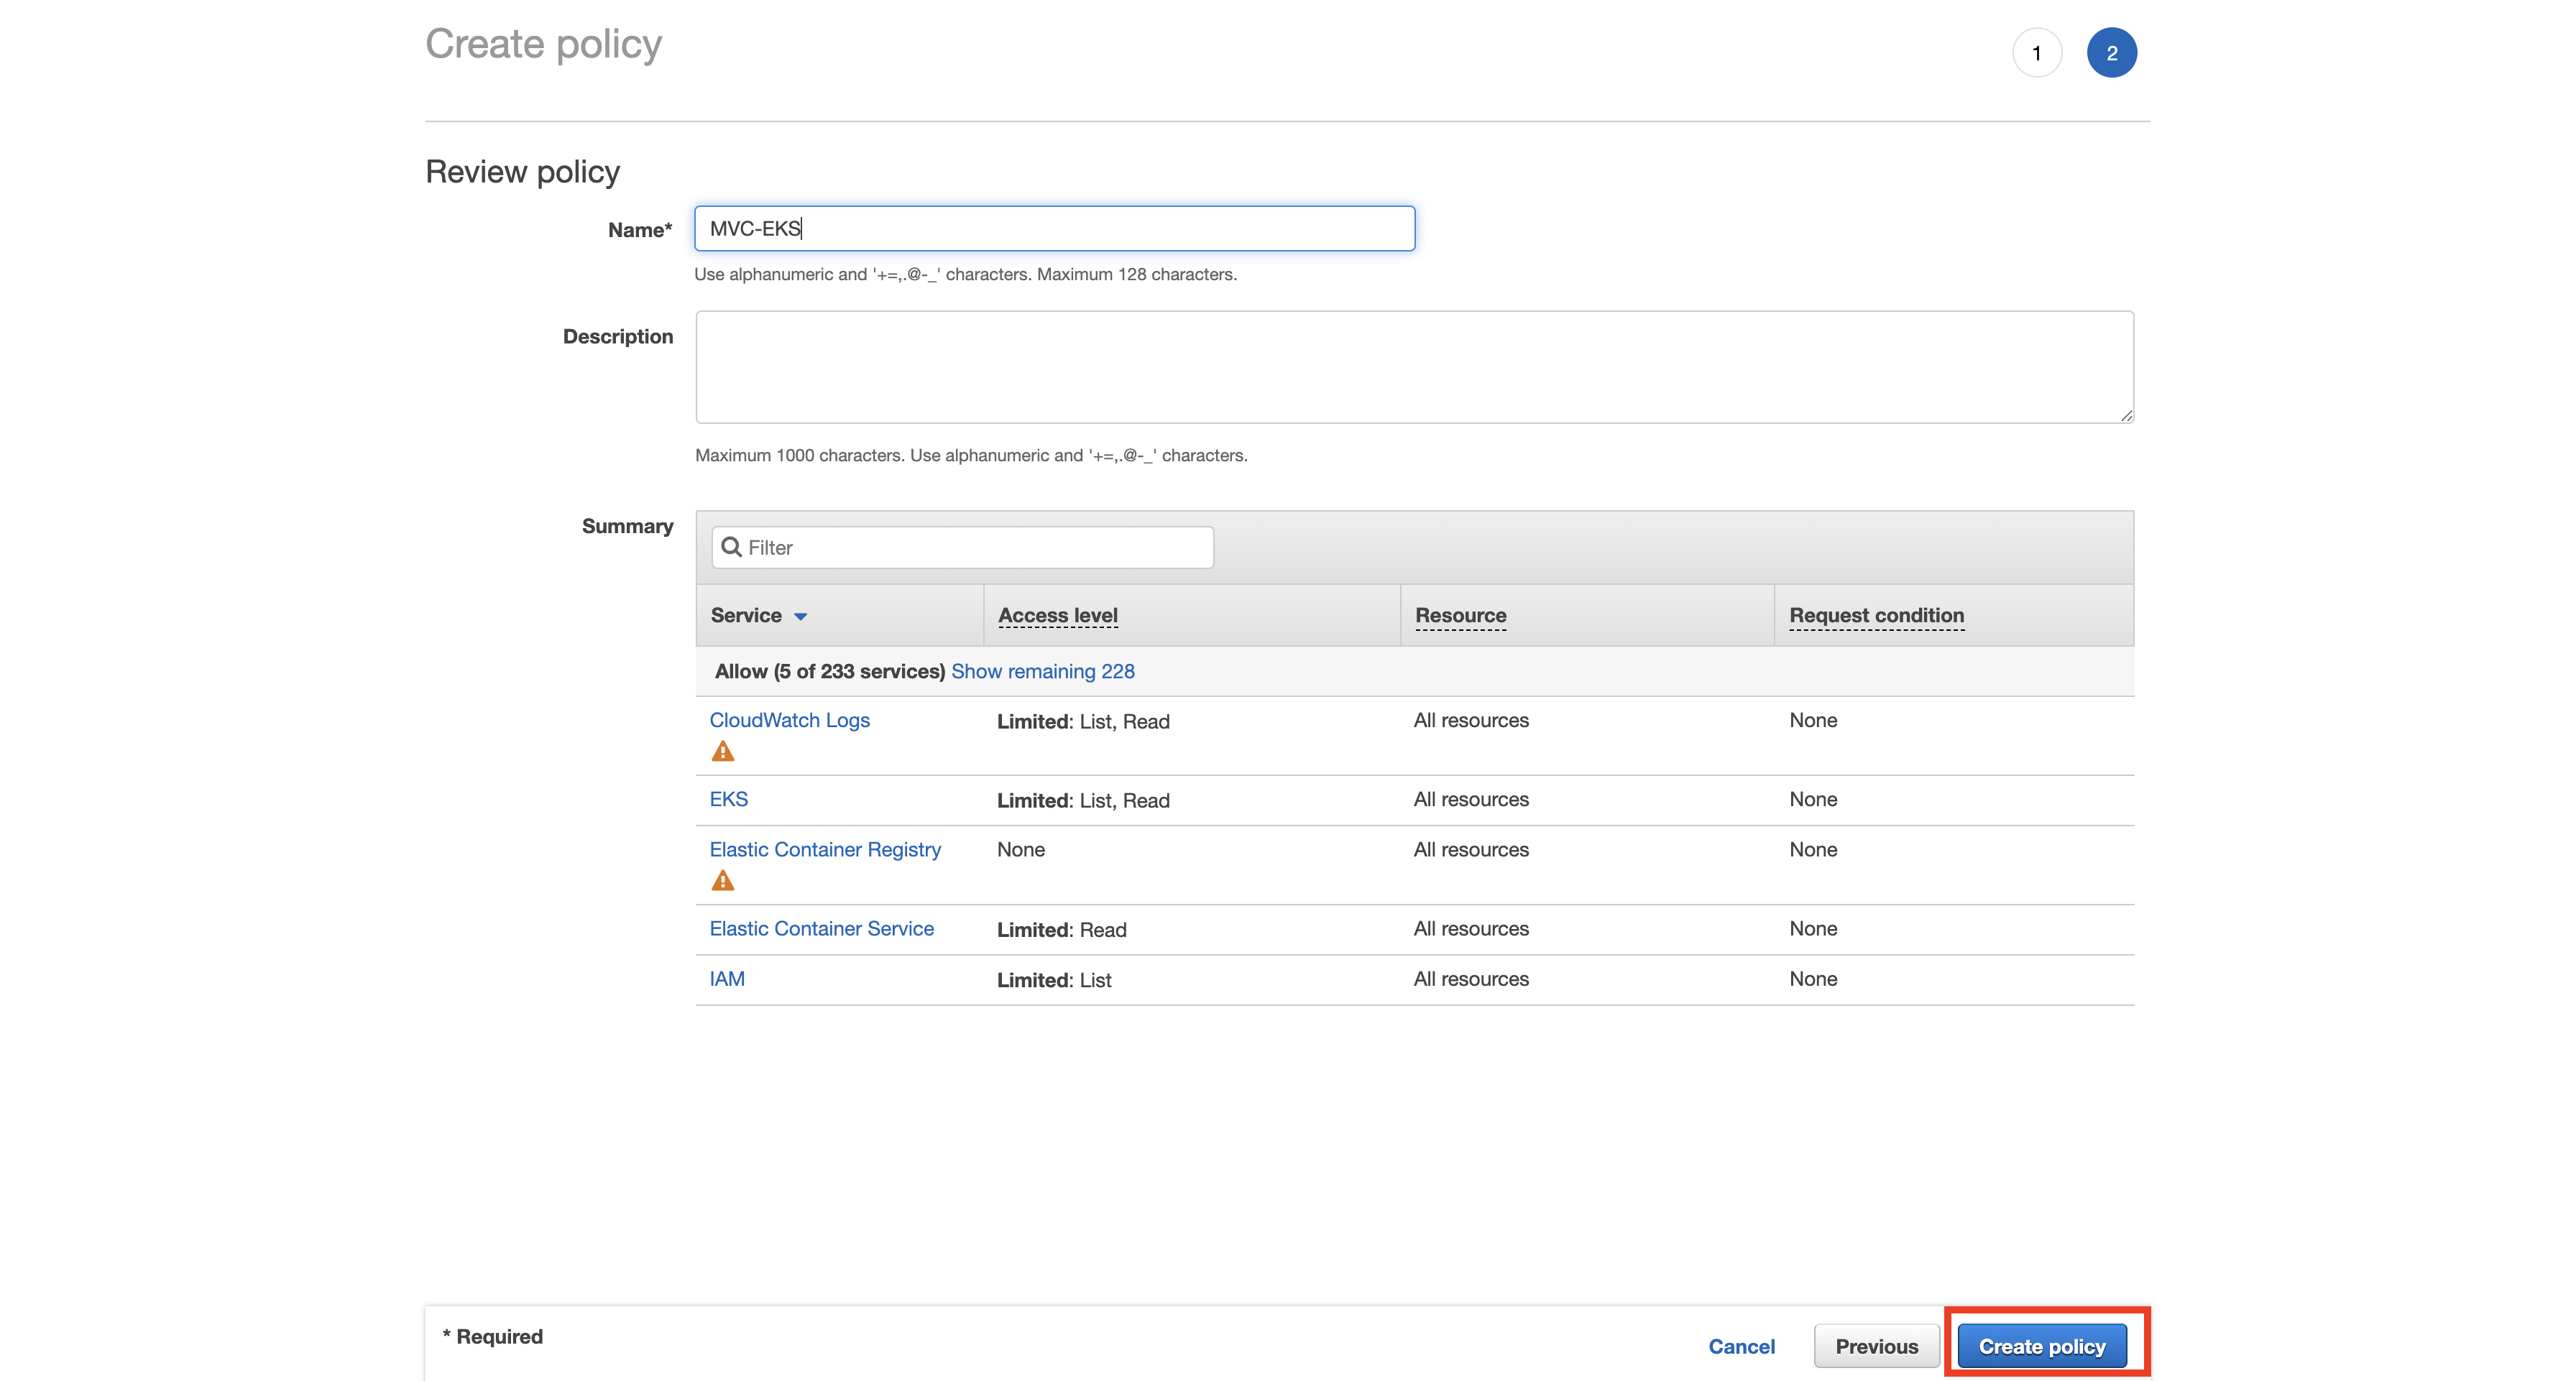 Create policy
1 2
Review policy
Name* MVC-EKS
Use alphanumeric and '+=,.@-_' characters. Maximum 128 characters.
Description
Maximum 1000 characters. Use alphanumeric and '+=,.@-_' characters.
Summary
Filter
Service Access level Resource Request condition
Allow (5 of 233 services) Show remaining 228
CloudWatch Logs Limited: List, Read All resources None
EKS Limited: List, Read All resources None
Elastic Container Registry None All resources None
Elastic Container Service Limited: Read All resources None
IAM Limited: List All resources None
* Required
Cancel Previous Create policy